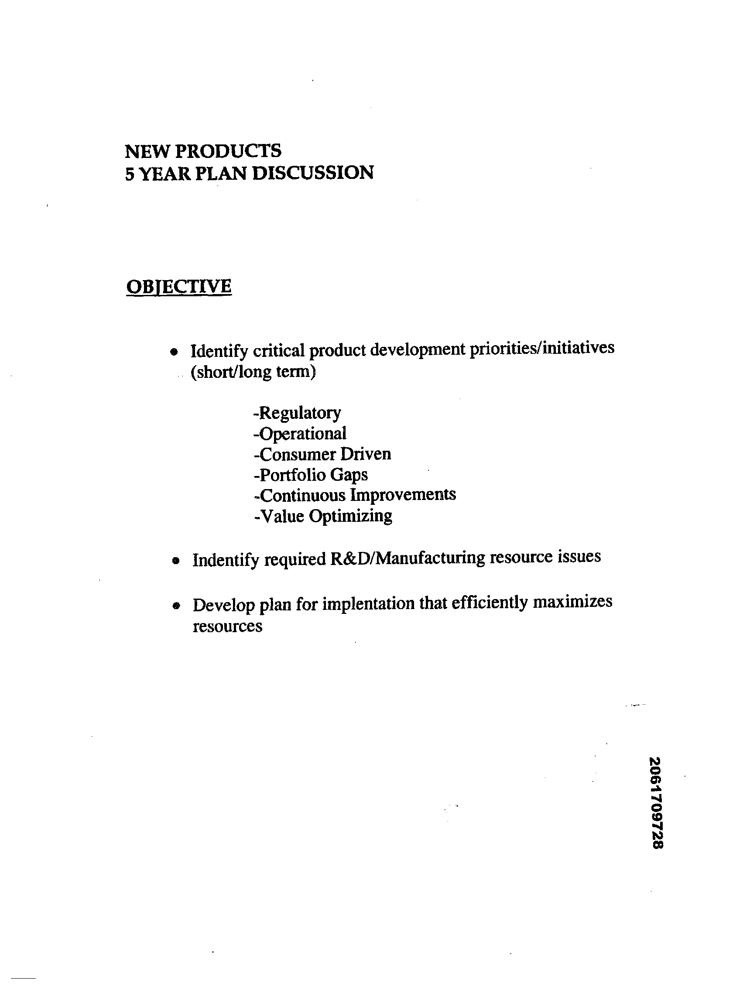 NEW PRODUCTS
5 YEAR PLAN DISCUSSION
OBJECTIVE
• Identify critical product development priorities/initiatives
(short/long term)
-Regulatory
-Operational
-Consumer Driven
-Portfolio Gaps
-Continuous Improvements
-Value Optimizing
• Indentify required R&D/Manufacturing resource issues
• Develop plan for implentation that efficiently maximizes
resources
2061709728